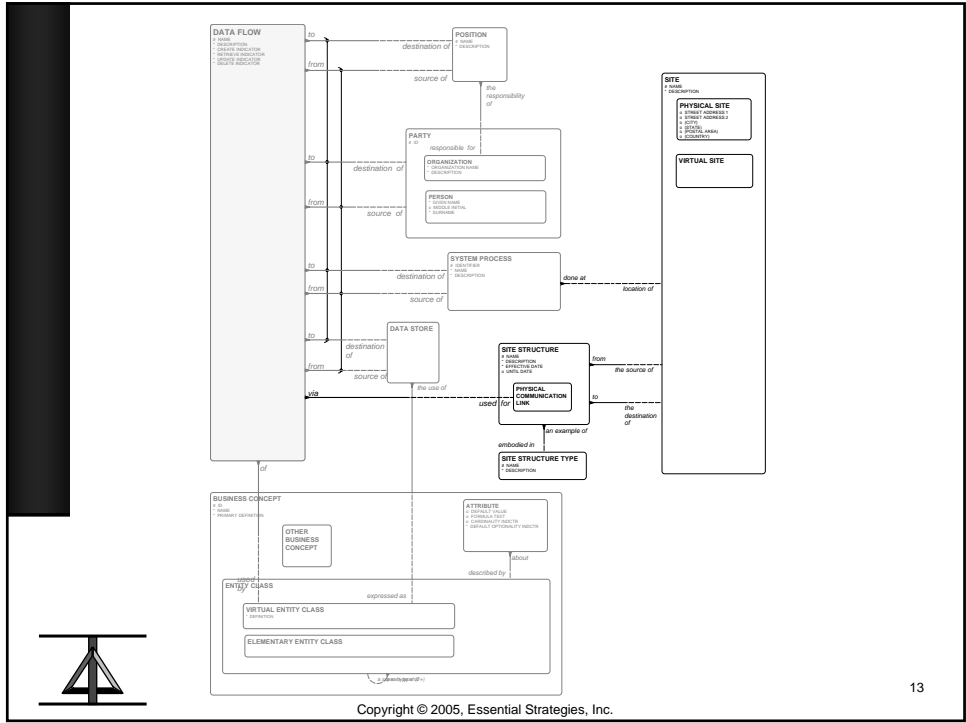 DATA FLOW
# NAME
* DESCRIPTION
* CREATE INDICATOR
* RETRIEVE INDICATOR
* UPDATE INDICATOR
* DELETE INDICATOR
to
destination of
from
source of
POSITION
# NAME
* DESCRIPTION
the
responsibility
of
PARTY
# ID
responsible for
ORGANIZATION
* ORGANIZATION NAME
* DESCRIPTION
PERSON
* GIVEN NAME
o MIDDLE INITIAL
* SURNAME
to
destination of
from
source of
SYSTEM PROCESS
# IDENTIFIER
* NAME
* DESCRIPTION
to
destination of
from
source of
done at
location of
SITE
# NAME
* DESCRIPTION
PHYSICAL SITE
o STREET ADDRESS 1
o STREET ADDRESS 2
o (CITY)
o (STATE)
o (POSTAL AREA)
o (COUNTRY)
VIRTUAL SITE
DATA STORE
to
destination
of
from
source of
the use of
via
used for
SITE STRUCTURE
# NAME
* DESCRIPTION
* EFFECTIVE DATE
o UNTIL DATE
PHYSICAL
COMMUNICATION
LINK
from
the source of
to
the
destination
of
an example of
embodied in
SITE STRUCTURE TYPE
# NAME
* DESCRIPTION
of
used
by
BUSINESS CONCEPT
# ID
* NAME
* PRIMARY DEFINITION
OTHER
BUSINESS
CONCEPT
ATTRIBUTE
o DEFAULT VALUE
o FORMULA TEXT
o CARDINALITY INDCTR
* DEFAULT OPTIONALITY INDCTR
about
described by
ENTITY CLASS
expressed as
VIRTUAL ENTITY CLASS
* DEFINITION
ELEMENTARY ENTITY CLASS
13
Copyright © 2005, Essential Strategies, Inc.